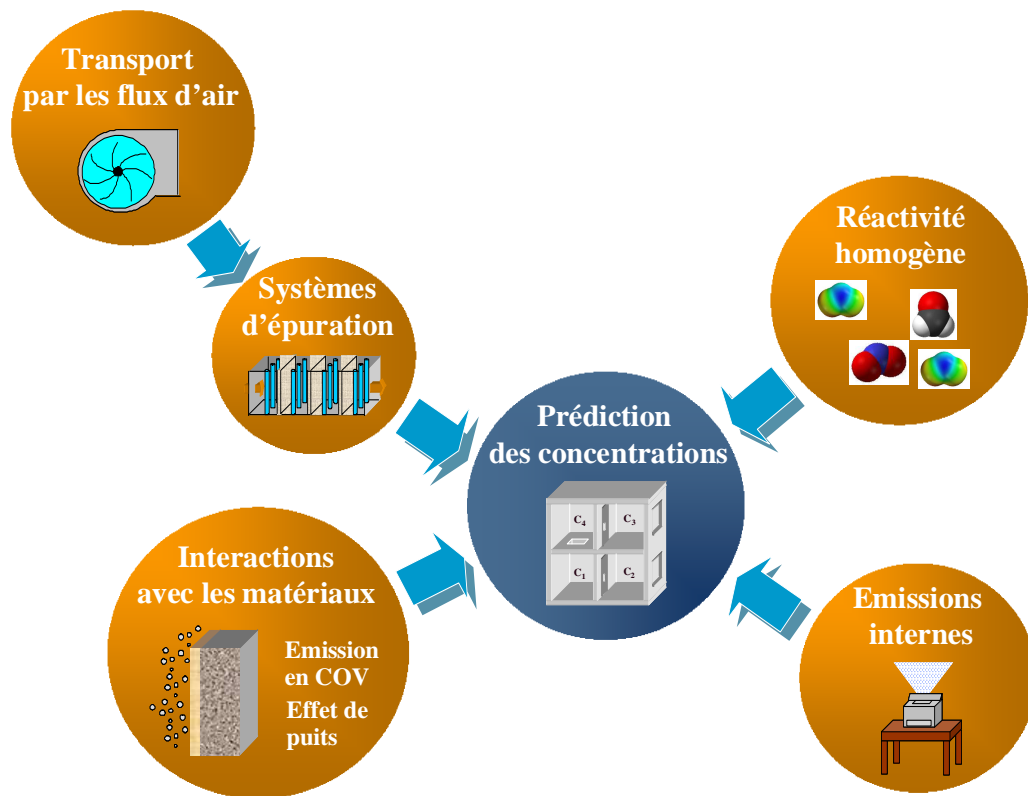 Transport
par les flux d’air
Systèmes
d’épuration
Réactivité
homogène
Prédiction
des concentrations
C4
C3
C1
C2
Interactions
avec les matériaux
Emission
en COV
Effet de
puits
Emissions
internes